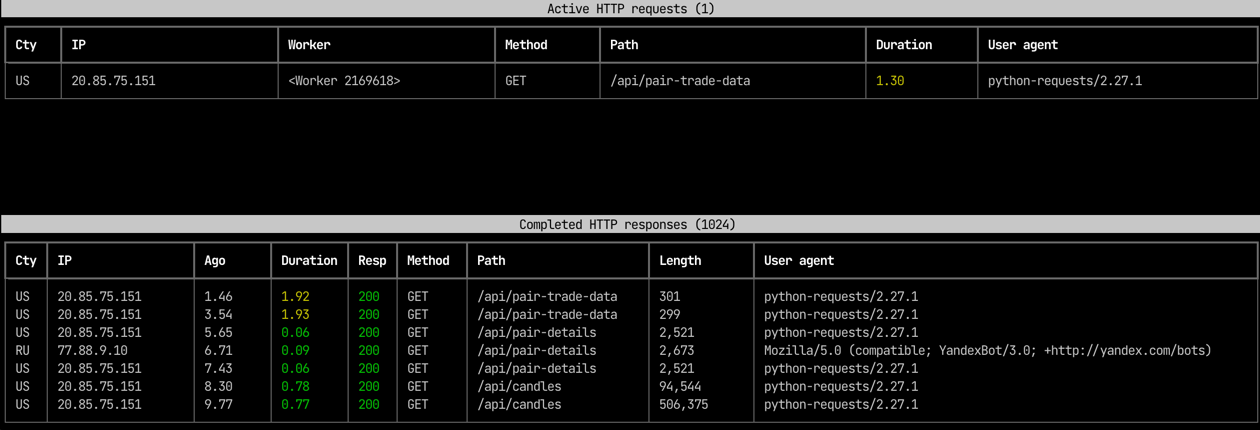 Active HTTP requests (1)
Cty IP Worker Method Path Duration User agent
US 20.85.75.151 <Worker 2169618> GET /api/pair-trade-data 1.30 python-requests/2.27.1
Completed HTTP responses (1024)
Cty IP Ago Duration Resp Method Path Length User agent
US 20.85.75.151 1.46 1.92 200 GET /api/pair-trade-data 301 python-requests/2.27.1
US 20.85.75.151 3.54 1.93 200 GET /api/pair-trade-data 299 python-requests/2.27.1
US 20.85.75.151 5.65 0.06 200 GET /api/pair-details 2,521 python-requests/2.27.1
RU 77.88.9.10 6.71 0.09 200 GET /api/pair-details 2,673 Mozilla/5.0 (compatible; YandexBot/3.0; +http://yandex.com/bots)
US 20.85.75.151 7.43 0.06 200 GET /api/pair-details 2,521 python-requests/2.27.1
US 20.85.75.151 8.30 0.78 200 GET /api/candles 94,544 python-requests/2.27.1
US 20.85.75.151 9.77 0.77 200 GET /api/candles 506,375 python-requests/2.27.1